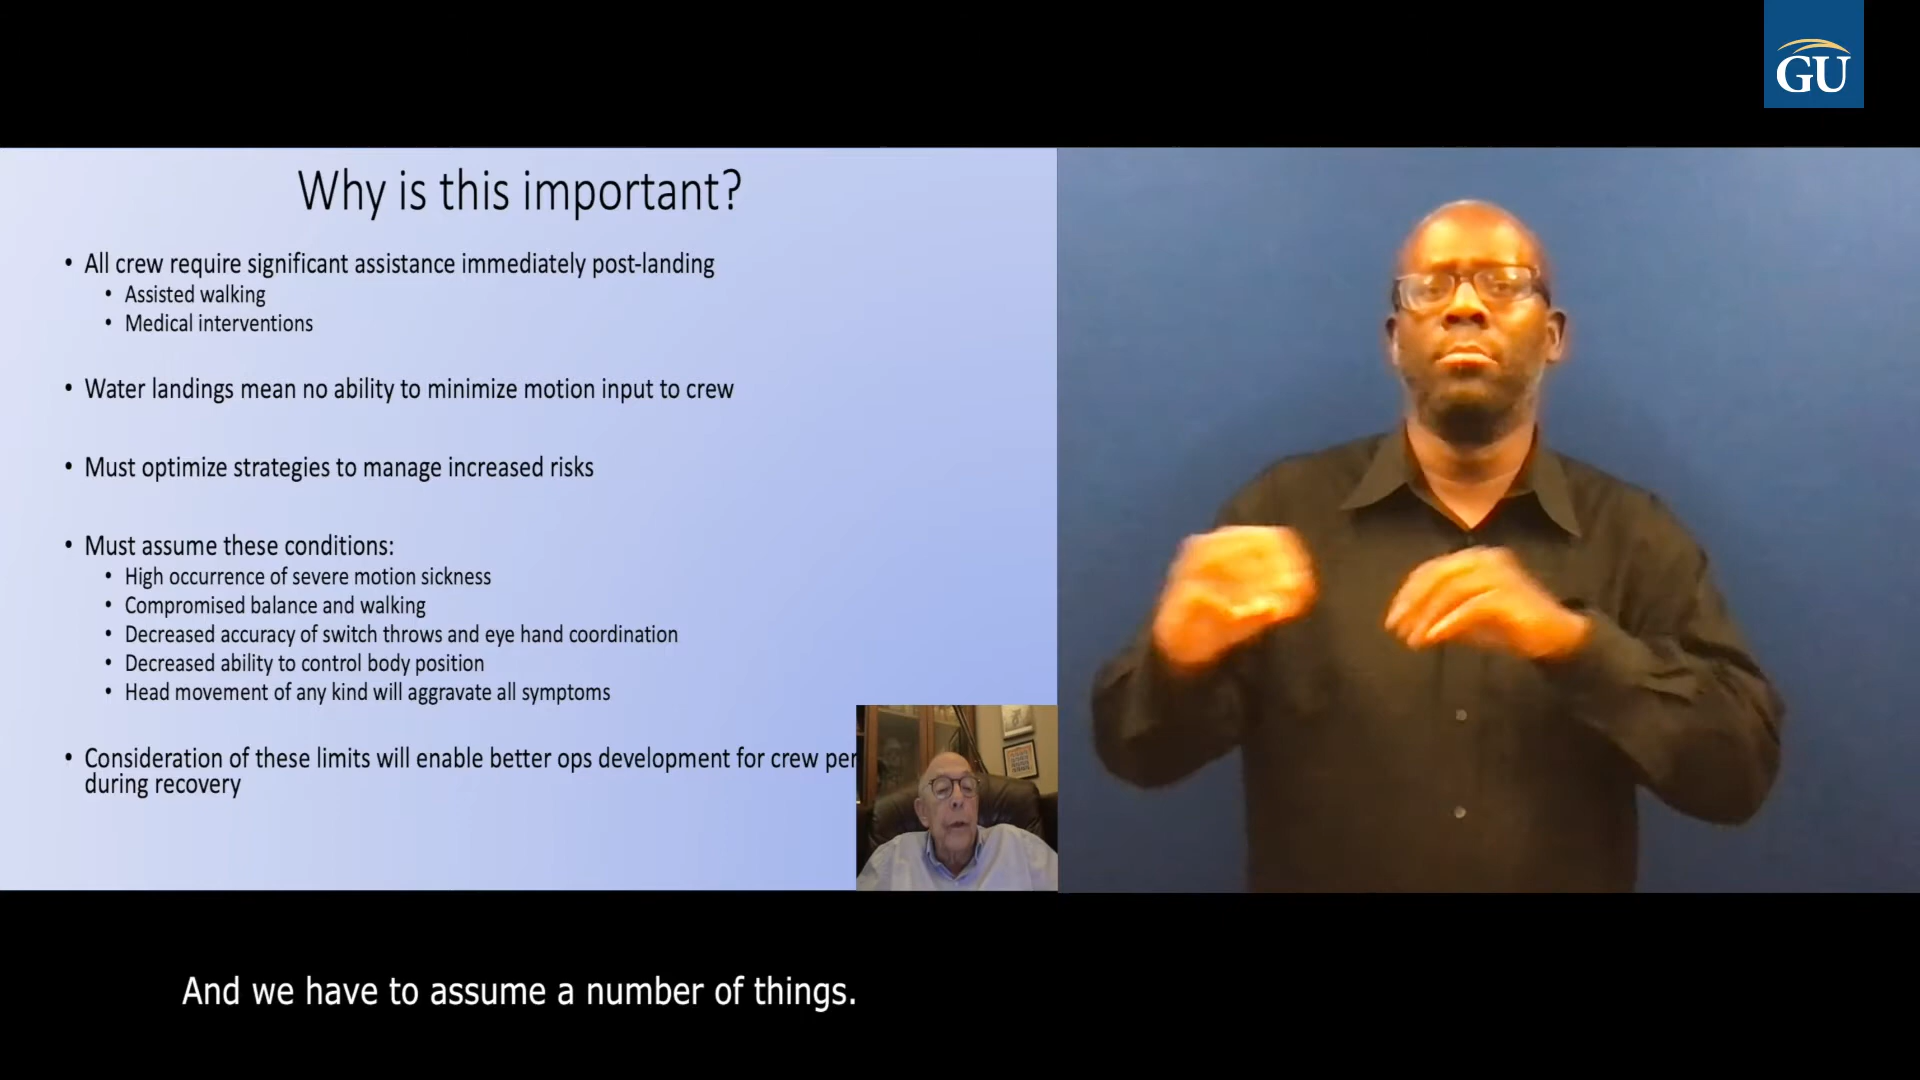 GU
Why is this important?
• All crew require significant assistance immediately post-landing
• Assisted walking
• Medical interventions
• Water landings mean no ability to minimize motion input to crew
• Must optimize strategies to manage increased risks
• Must assume these conditions:
• High occurrence of severe motion sickness
• Compromised balance and walking
• Decreased accuracy of switch throws and eye hand coordination
• Decreased ability to control body position
• Head movement of any kind will aggravate all symptoms
• Consideration of these limits will enable better ops development for crew per
during recovery
And we have to assume a number of things.